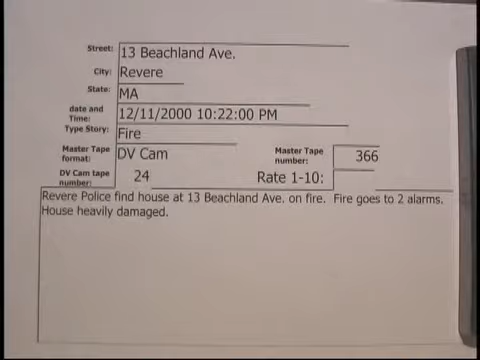 Street: 13 Beachland Ave.
City: Revere
State: MA
date and Time: 12/11/2000 10:22:00 PM
Type Story: Fire
Master Tape format: DV Cam Master Tape number: 366
DV Cam tape number: 24 Rate 1-10:
Revere Police find house at 13 Beachland Ave. on fire. Fire goes to 2 alarms.
House heavily damaged.